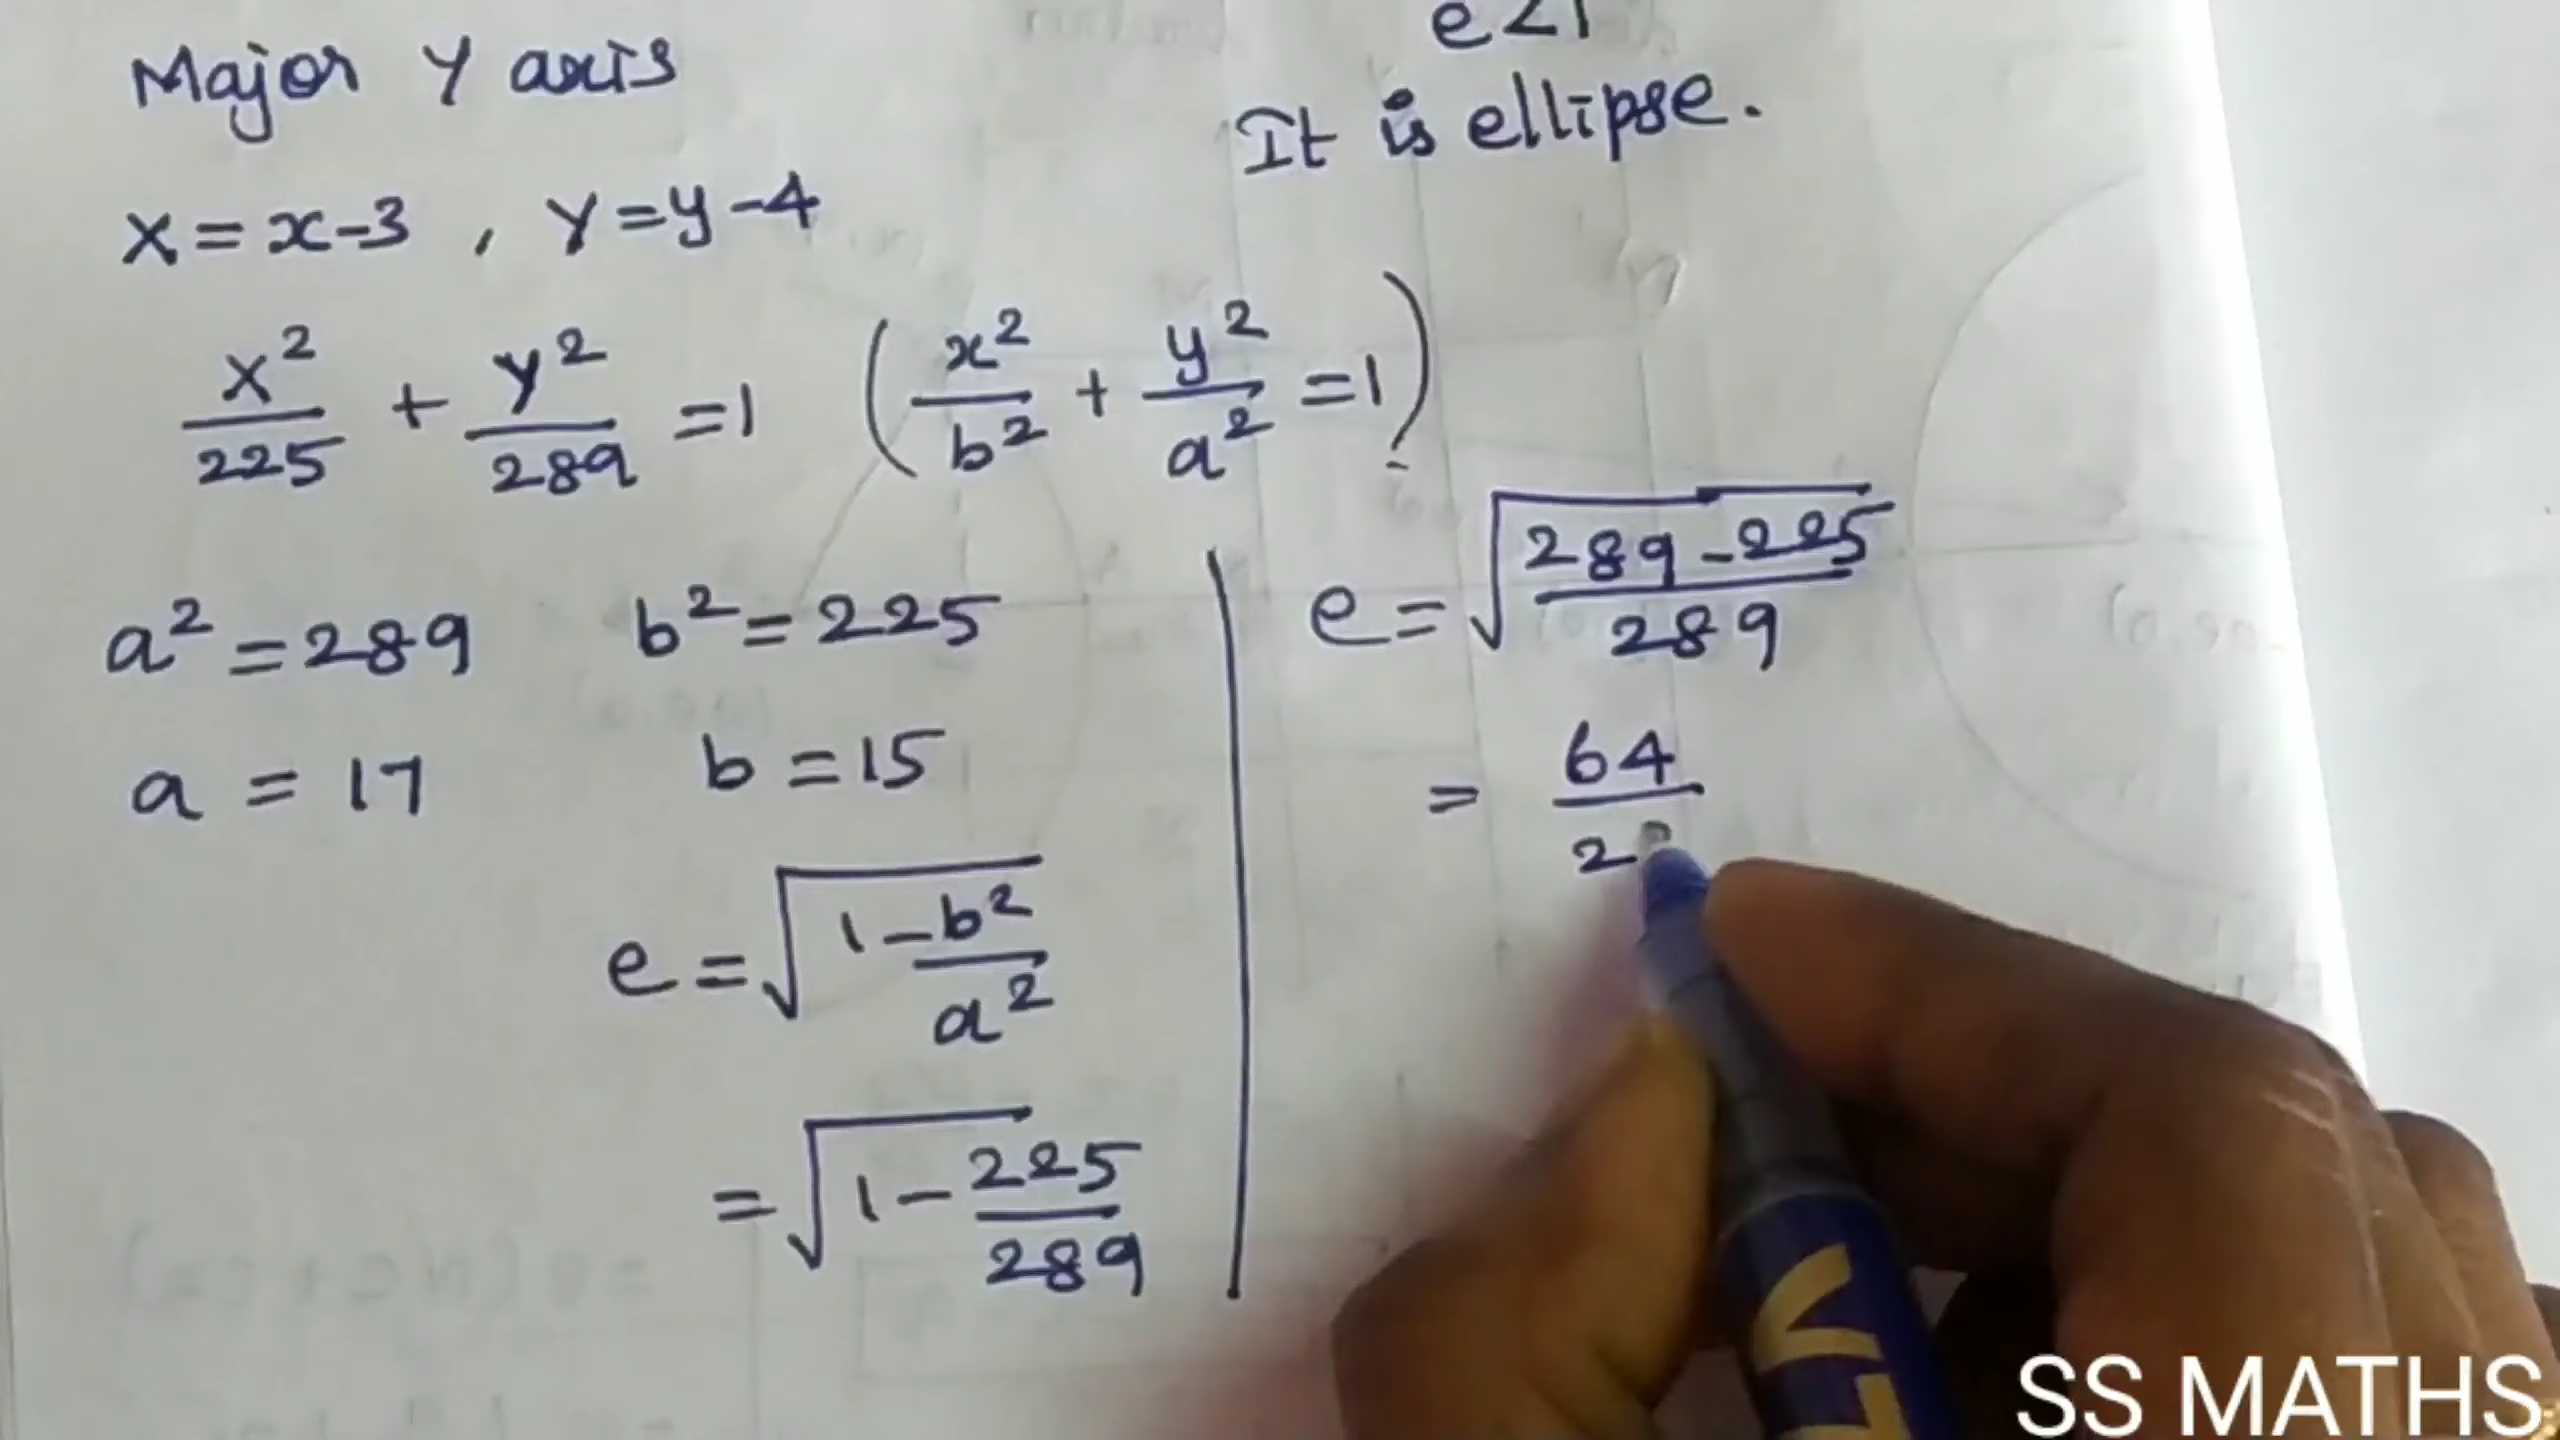 Major Y axis
e<1
It is ellipse.
X = x-3 , Y = y-4
X²/225 + Y²/289 = 1 (x²/b² + y²/a² = 1)
a² = 289 b² = 225
a = 17 b = 15
e = √(1-b²/a²)
= √(1-225/289)
e = √(289-225/289)
= 64/2
SS MATHS